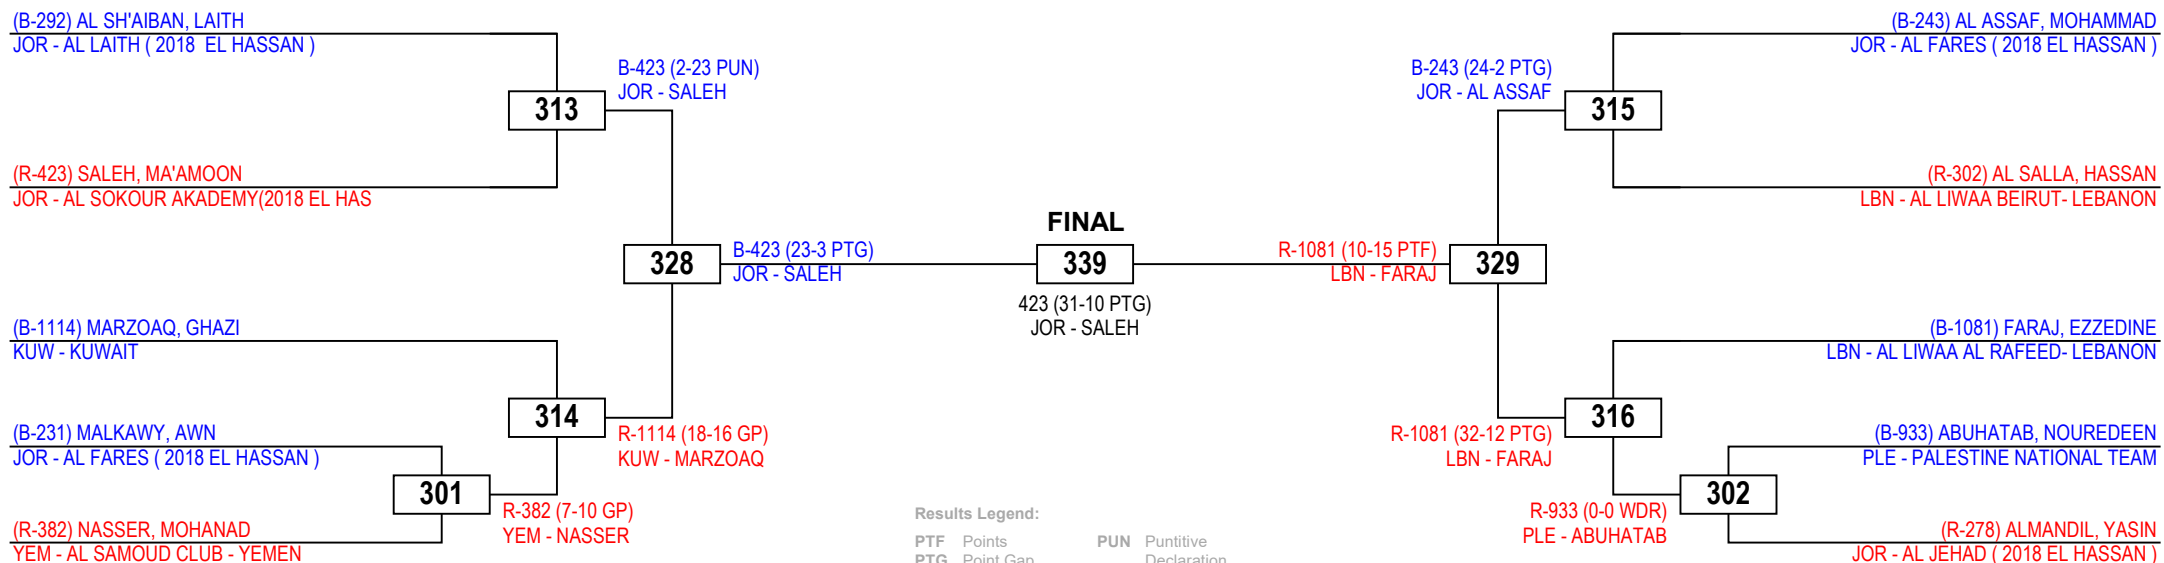 (B-292) AL SH'AIBAN, LAITH
JOR - AL LAITH ( 2018 EL HASSAN )
313
B-423 (2-23 PUN)
JOR - SALEH
(R-423) SALEH, MA'AMOON
JOR - AL SOKOUR AKADEMY(2018 EL HAS
328
B-423 (23-3 PTG)
JOR - SALEH
(B-1114) MARZOAQ, GHAZI
KUW - KUWAIT
314
R-1114 (18-16 GP)
KUW - MARZOAQ
(B-231) MALKAWY, AWN
JOR - AL FARES ( 2018 EL HASSAN )
301
R-382 (7-10 GP)
YEM - NASSER
(R-382) NASSER, MOHANAD
YEM - AL SAMOUD CLUB - YEMEN
FINAL
339
423 (31-10 PTG)
JOR - SALEH
(B-243) AL ASSAF, MOHAMMAD
JOR - AL FARES ( 2018 EL HASSAN )
B-243 (24-2 PTG)
JOR - AL ASSAF
315
(R-302) AL SALLA, HASSAN
LBN - AL LIWAA BEIRUT- LEBANON
R-1081 (10-15 PTF)
LBN - FARAJ
329
(B-1081) FARAJ, EZZEDINE
LBN - AL LIWAA AL RAFEED- LEBANON
316
R-1081 (32-12 PTG)
LBN - FARAJ
(B-933) ABUHATAB, NOUREDEEN
PLE - PALESTINE NATIONAL TEAM
302
R-933 (0-0 WDR)
PLE - ABUHATAB
(R-278) ALMANDIL, YASIN
JOR - AL JEHAD ( 2018 EL HASSAN )
Results Legend:
PTF Points PUN Puntitive
PTG Point Gap Declaration